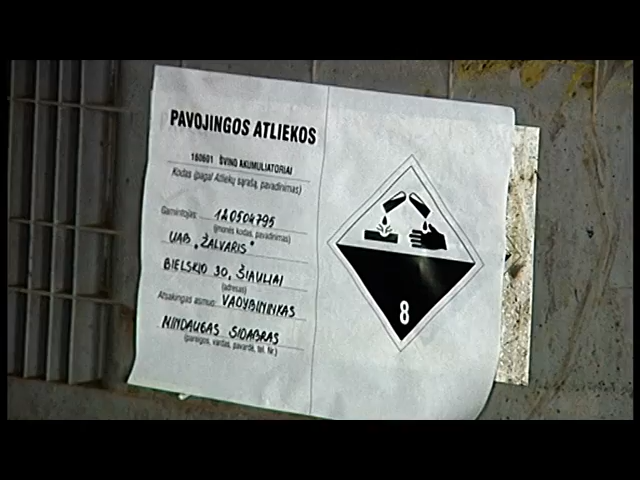 PAVOJINGOS ATLIEKOS
160601 ŠVINO AKUMULIATORIAI
Kodas (pagal Atliekų sąrašą, pavadinimas)
Gamintojas: 120504795
(įmonės kodas, pavadinimas)
UAB „ŽALVARIS"
BIELSKIO 30, ŠIAULIAI
(adresas)
Atsakingas asmuo: VADYBININKAS
MINDAUGAS SIDABRAS
(pareigos, vardas, pavardė, tel. Nr.)
8